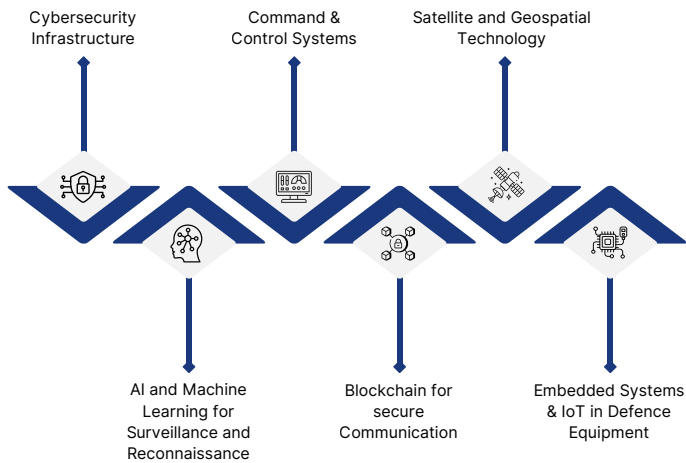 Cybersecurity
Infrastructure
Command &
Control Systems
Satellite and Geospatial
Technology
AI and Machine
Learning for
Surveillance and
Reconnaissance
Blockchain for
secure
Communication
Embedded Systems
& IoT in Defence
Equipment